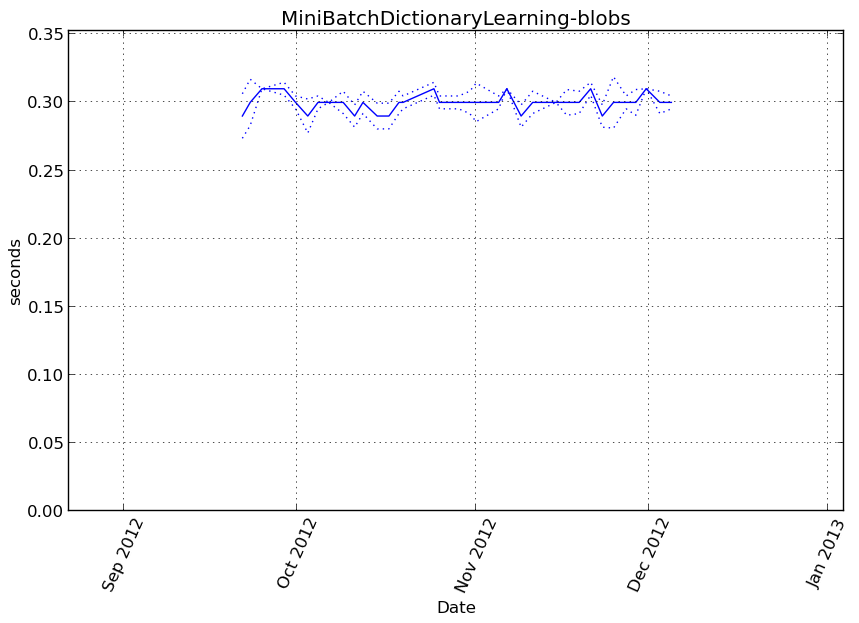 MiniBatchDictionaryLearning-blobs
0.35
0.30
0.25
0.20
0.15
0.10
0.05
0.00
seconds
Sep 2012
Oct 2012
Nov 2012
Dec 2012
Jan 2013
Date